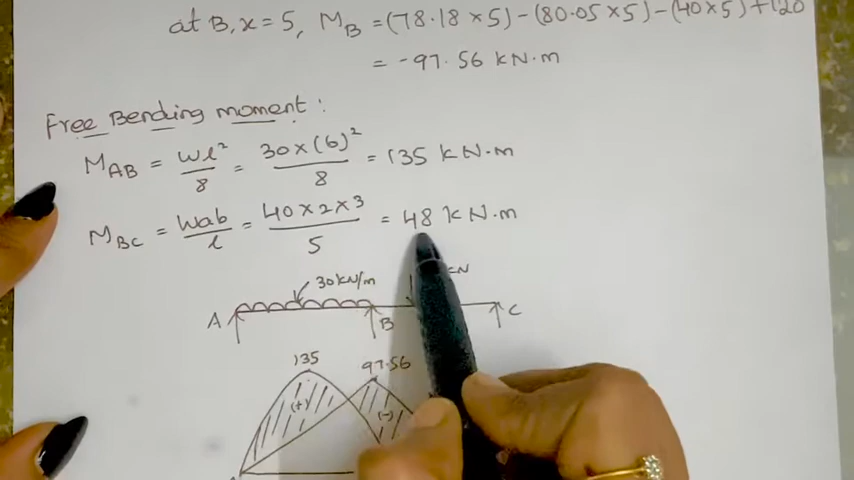 at B, x = 5, M_B = (78.18 × 5) - (80.05 × 5) - (40 × 5) + 120
= -97.56 kN.m
Free Bending moment :
M_AB = wl²/8 = 30×(6)²/8 = 135 kN.m
M_BC = Wab/l = 40×2×3/5 = 48 kN.m
30kN/m kN
A B C
135 97.56
(+) (-)